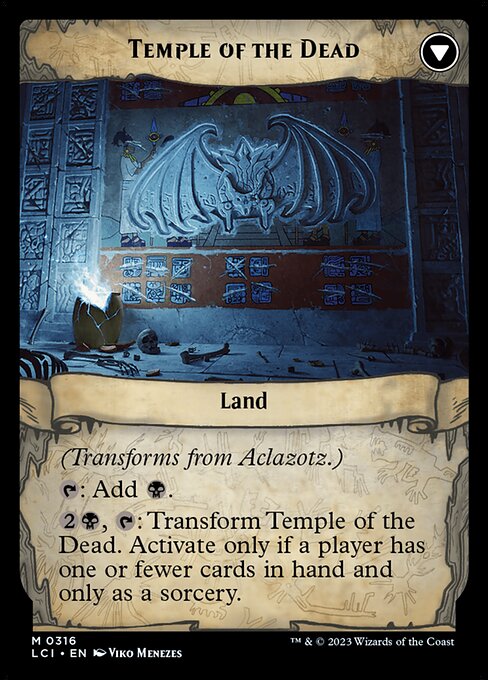 Temple of the Dead
Land
(Transforms from Aclazotz.)
: Add .
2, : Transform Temple of the
Dead. Activate only if a player has
one or fewer cards in hand and
only as a sorcery.
M 0316
LCI • EN Viko Menezes
™ & © 2023 Wizards of the Coast